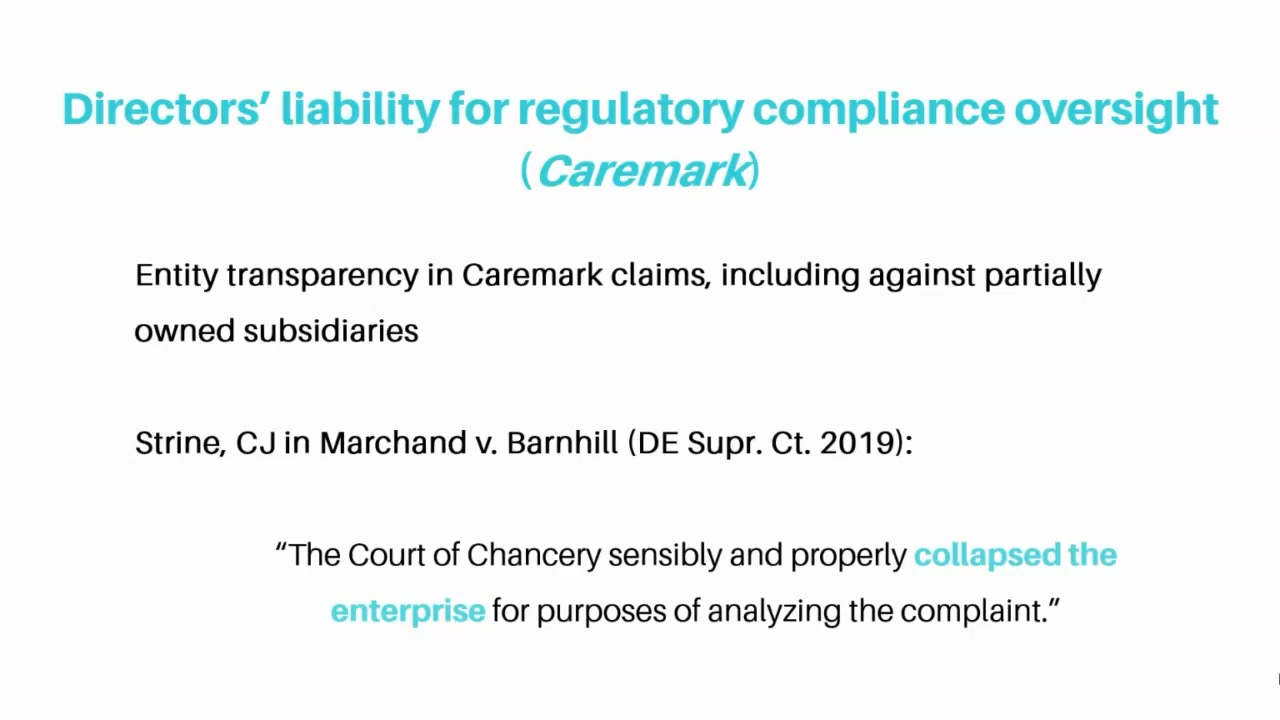 Directors’ liability for regulatory compliance oversight
(Caremark)
Entity transparency in Caremark claims, including against partially
owned subsidiaries
Strine, CJ in Marchand v. Barnhill (DE Supr. Ct. 2019):
“The Court of Chancery sensibly and properly collapsed the
enterprise for purposes of analyzing the complaint.”